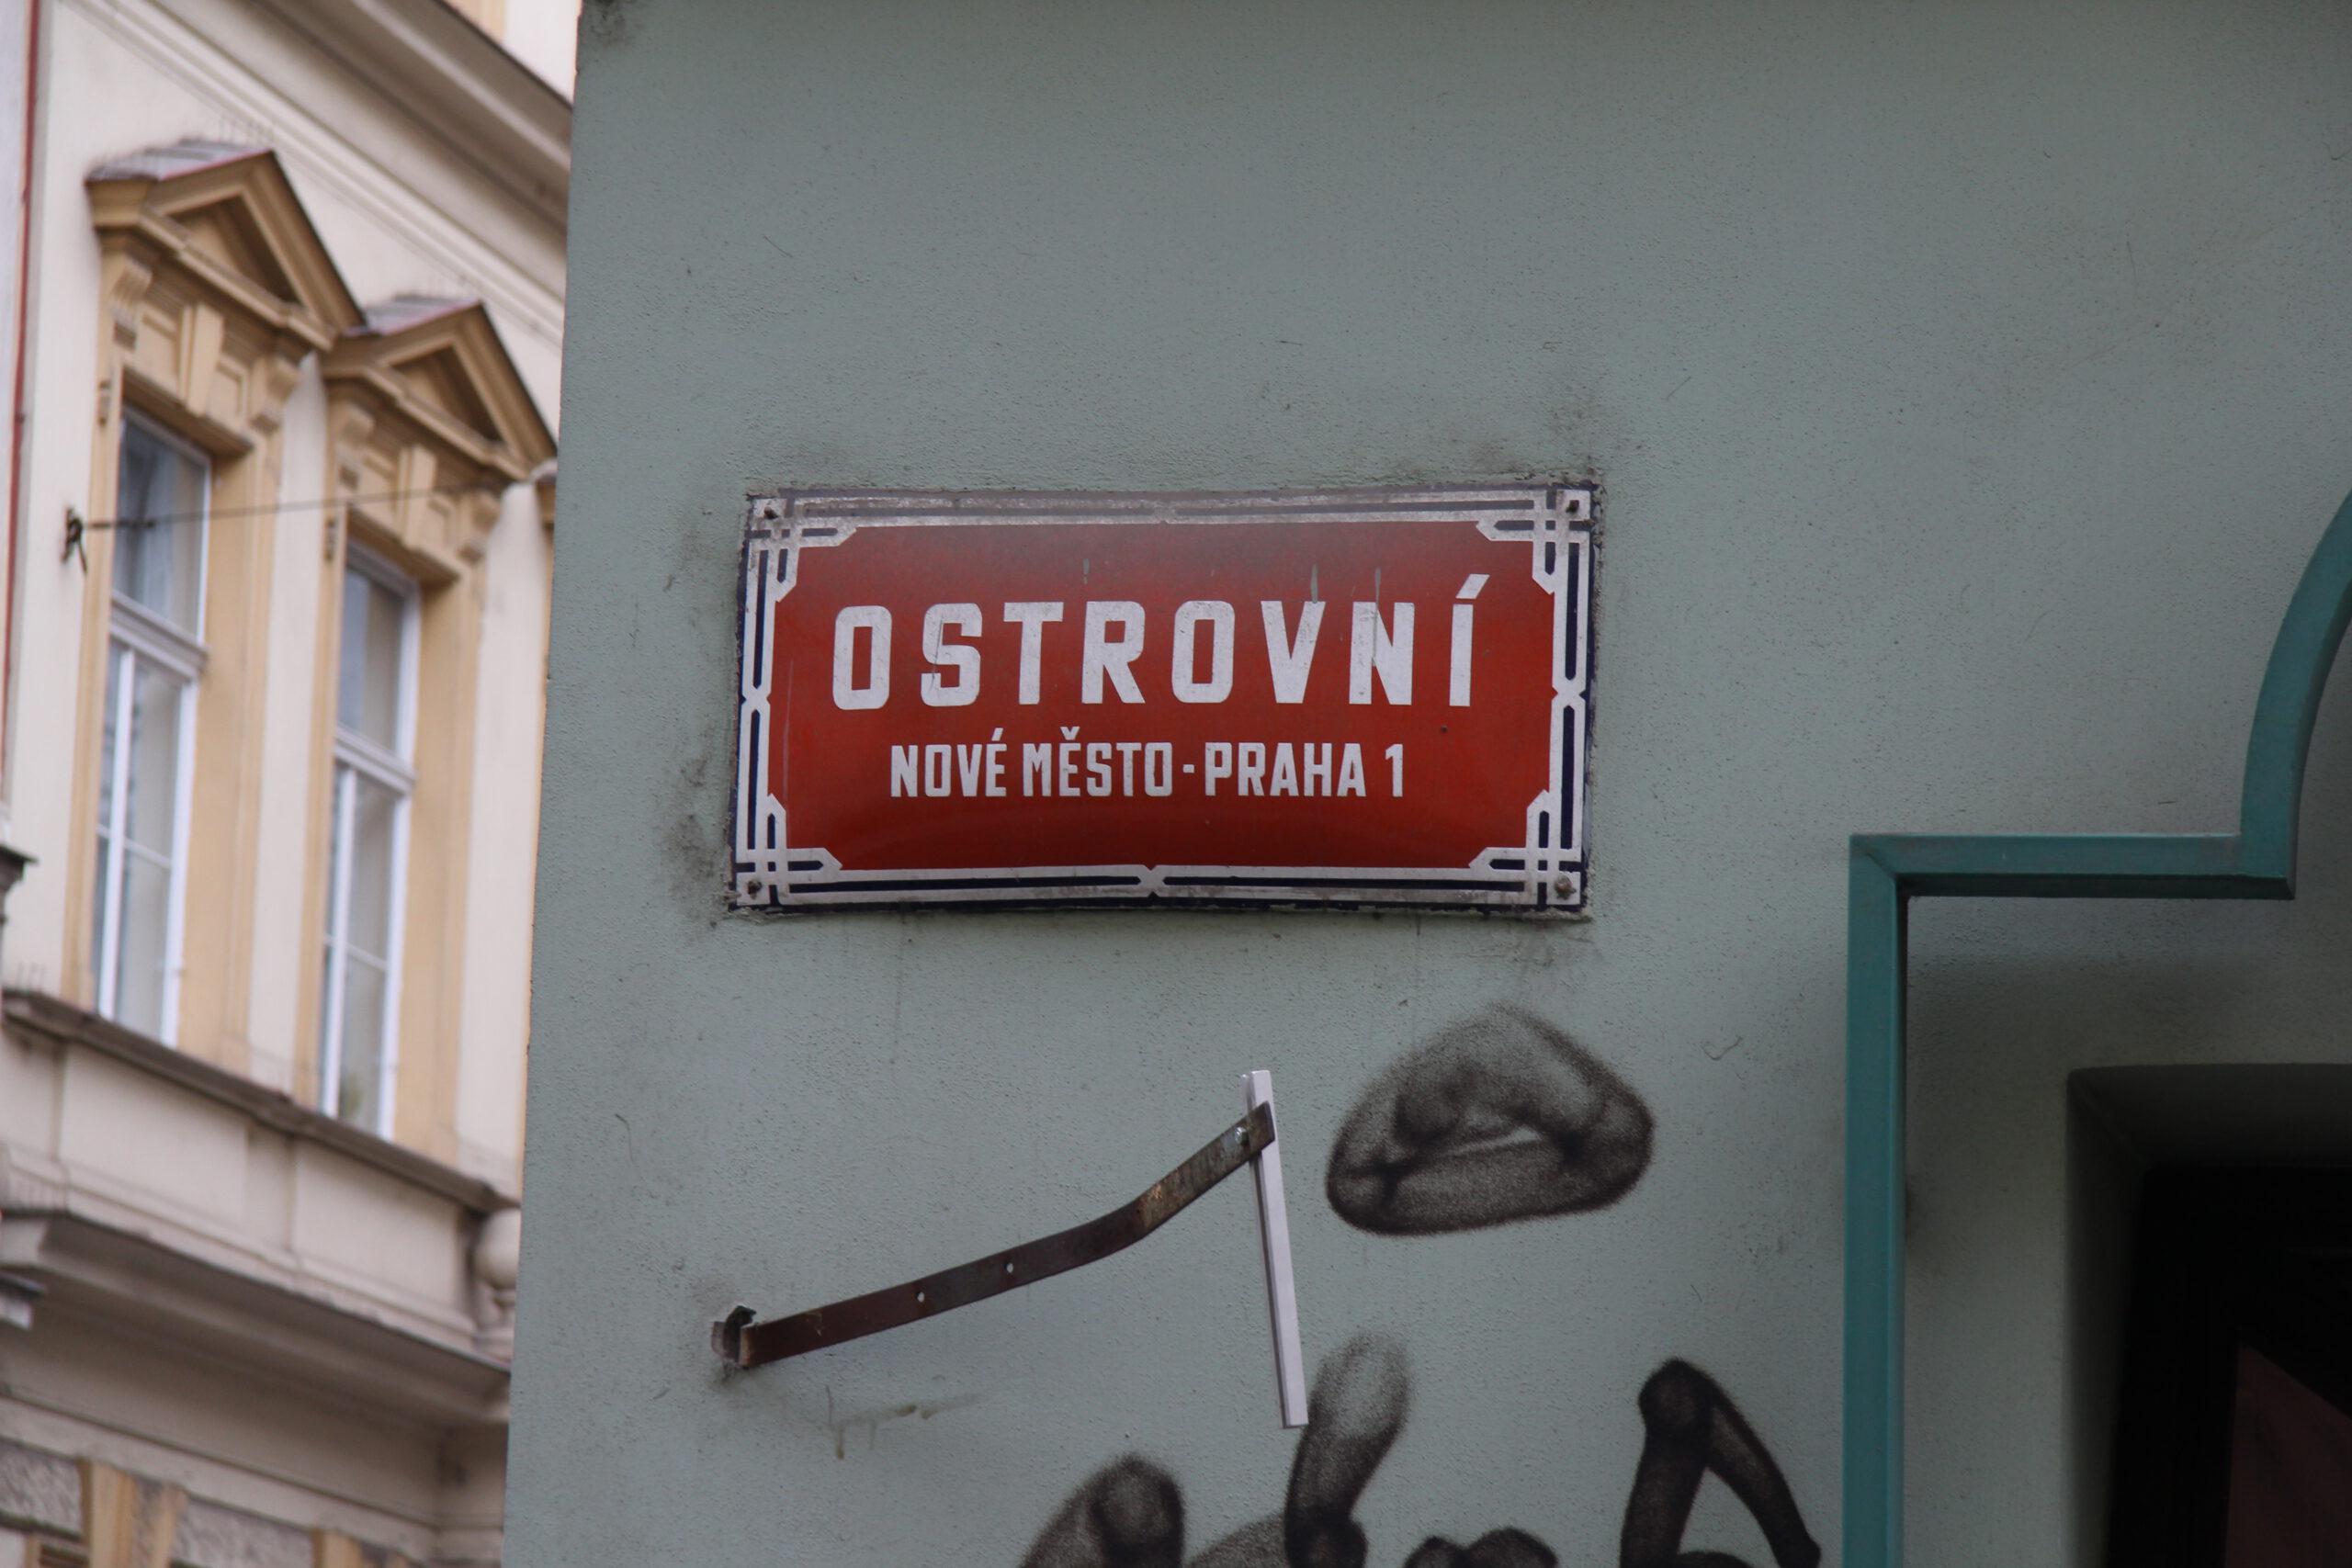 OSTROVNÍ
NOVÉ MĚSTO-PRAHA 1